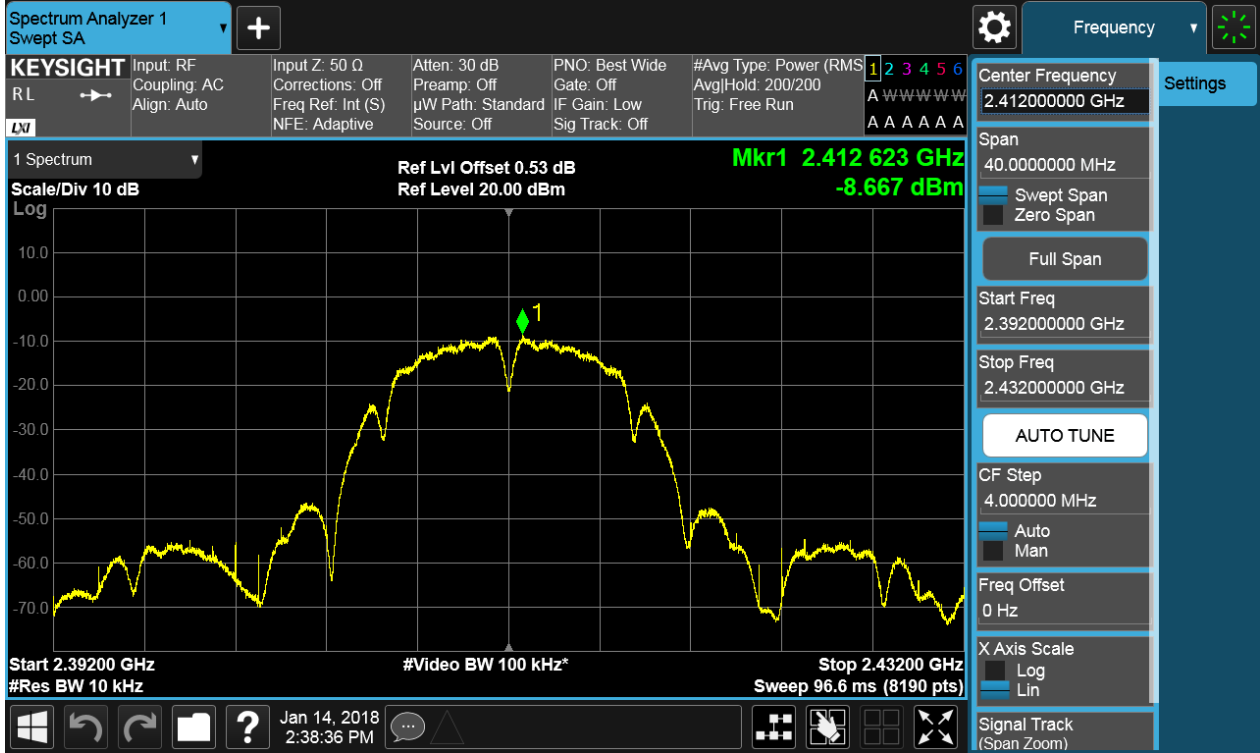 Spectrum Analyzer 1
Swept SA
+
Frequency
KEYSIGHT
R L
LXI
Input: RF
Coupling: AC
Align: Auto
Input Z: 50 Ω
Corrections: Off
Freq Ref: Int (S)
NFE: Adaptive
Atten: 30 dB
Preamp: Off
µW Path: Standard
Source: Off
PNO: Best Wide
Gate: Off
IF Gain: Low
Sig Track: Off
#Avg Type: Power (RMS
Avg|Hold: 200/200
Trig: Free Run
1 2 3 4 5 6
A W W W W W
A A A A A A
1 Spectrum
Scale/Div 10 dB
Log
Ref Lvl Offset 0.53 dB
Ref Level 20.00 dBm
Mkr1 2.412 623 GHz
-8.667 dBm
10.0
0.00
-10.0
-20.0
-30.0
-40.0
-50.0
-60.0
-70.0
1
Start 2.39200 GHz
#Res BW 10 kHz
#Video BW 100 kHz*
Stop 2.43200 GHz
Sweep 96.6 ms (8190 pts)
Center Frequency
2.412000000 GHz
Settings
Span
40.0000000 MHz
Swept Span
Zero Span
Full Span
Start Freq
2.392000000 GHz
Stop Freq
2.432000000 GHz
AUTO TUNE
CF Step
4.000000 MHz
Auto
Man
Freq Offset
0 Hz
X Axis Scale
Log
Lin
Signal Track
(Span Zoom)
?
Jan 14, 2018
2:38:36 PM